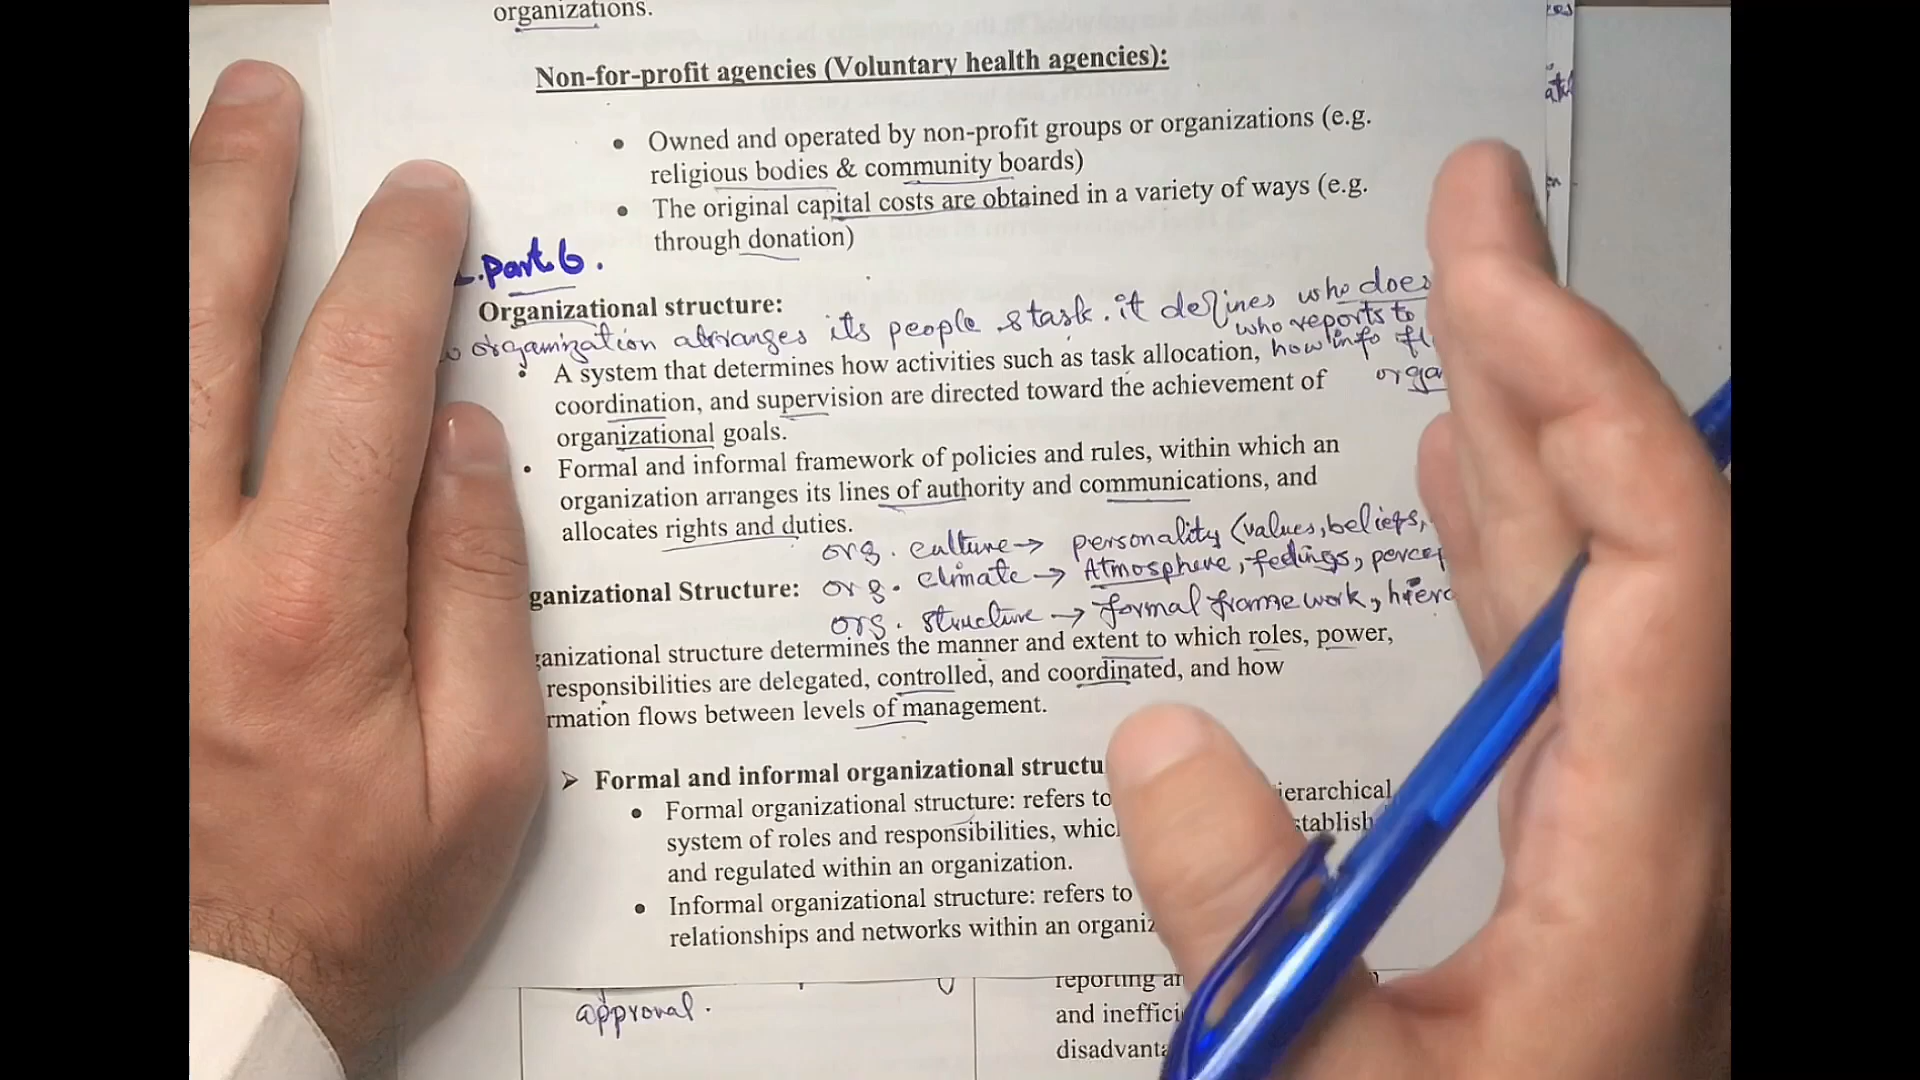 organizations.
Non-for-profit agencies (Voluntary health agencies):
• Owned and operated by non-profit groups or organizations (e.g.
religious bodies & community boards)
• The original capital costs are obtained in a variety of ways (e.g.
through donation)
part 6.
Organizational structure:
organization arranges its people & task. it defines who does
who reports to
• A system that determines how activities such as task allocation, how info fl
coordination, and supervision are directed toward the achievement of orga
organizational goals.
• Formal and informal framework of policies and rules, within which an
organization arranges its lines of authority and communications, and
allocates rights and duties.
org. culture → personality (values, beliefs,
ganizational Structure: org. climate → Atmosphere, feelings, percep
org. structure → formal framework, hierc
ganizational structure determines the manner and extent to which roles, power,
responsibilities are delegated, controlled, and coordinated, and how
rmation flows between levels of management.
➢ Formal and informal organizational structu
• Formal organizational structure: refers to ierarchical
system of roles and responsibilities, whic stablish
and regulated within an organization.
• Informal organizational structure: refers to
relationships and networks within an organiz
reporting an
approval. and ineffici
disadvanta